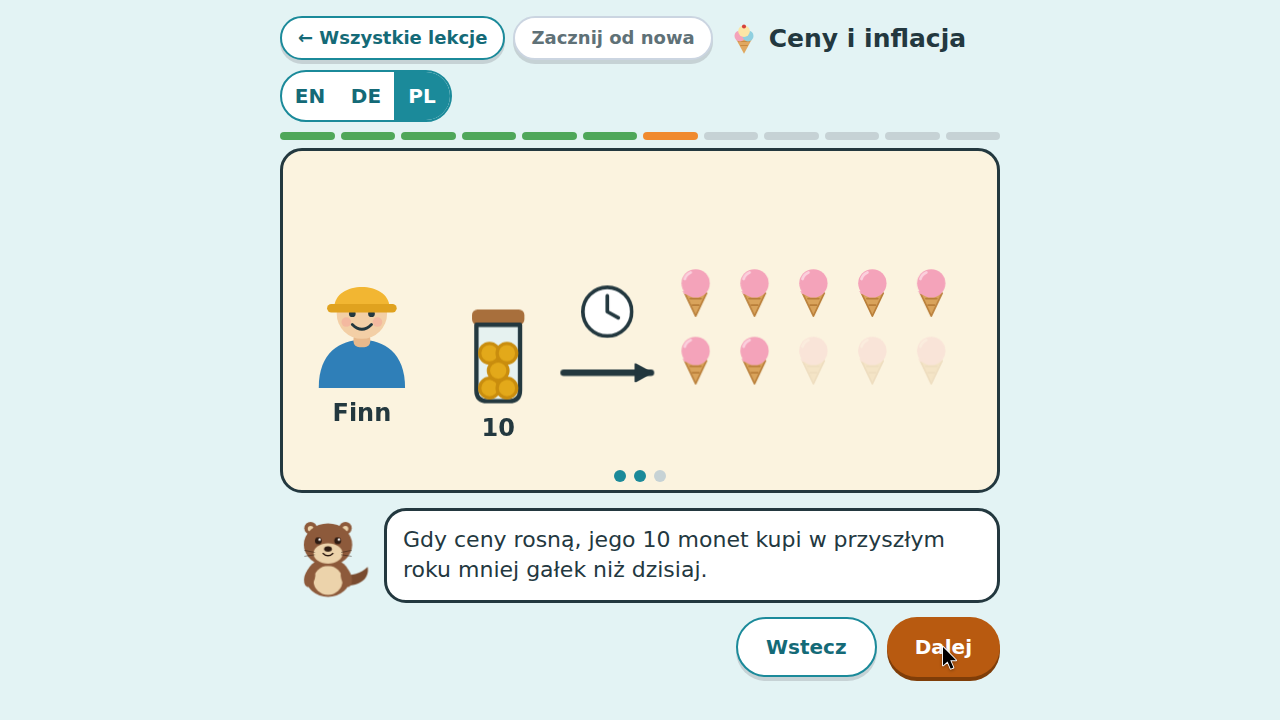 ← Wszystkie lekcje
Zacznij od nowa
Ceny i inflacja
EN DE PL
Finn
10
Gdy ceny rosną, jego 10 monet kupi w przyszłym
roku mniej gałek niż dzisiaj.
Wstecz
Dalej